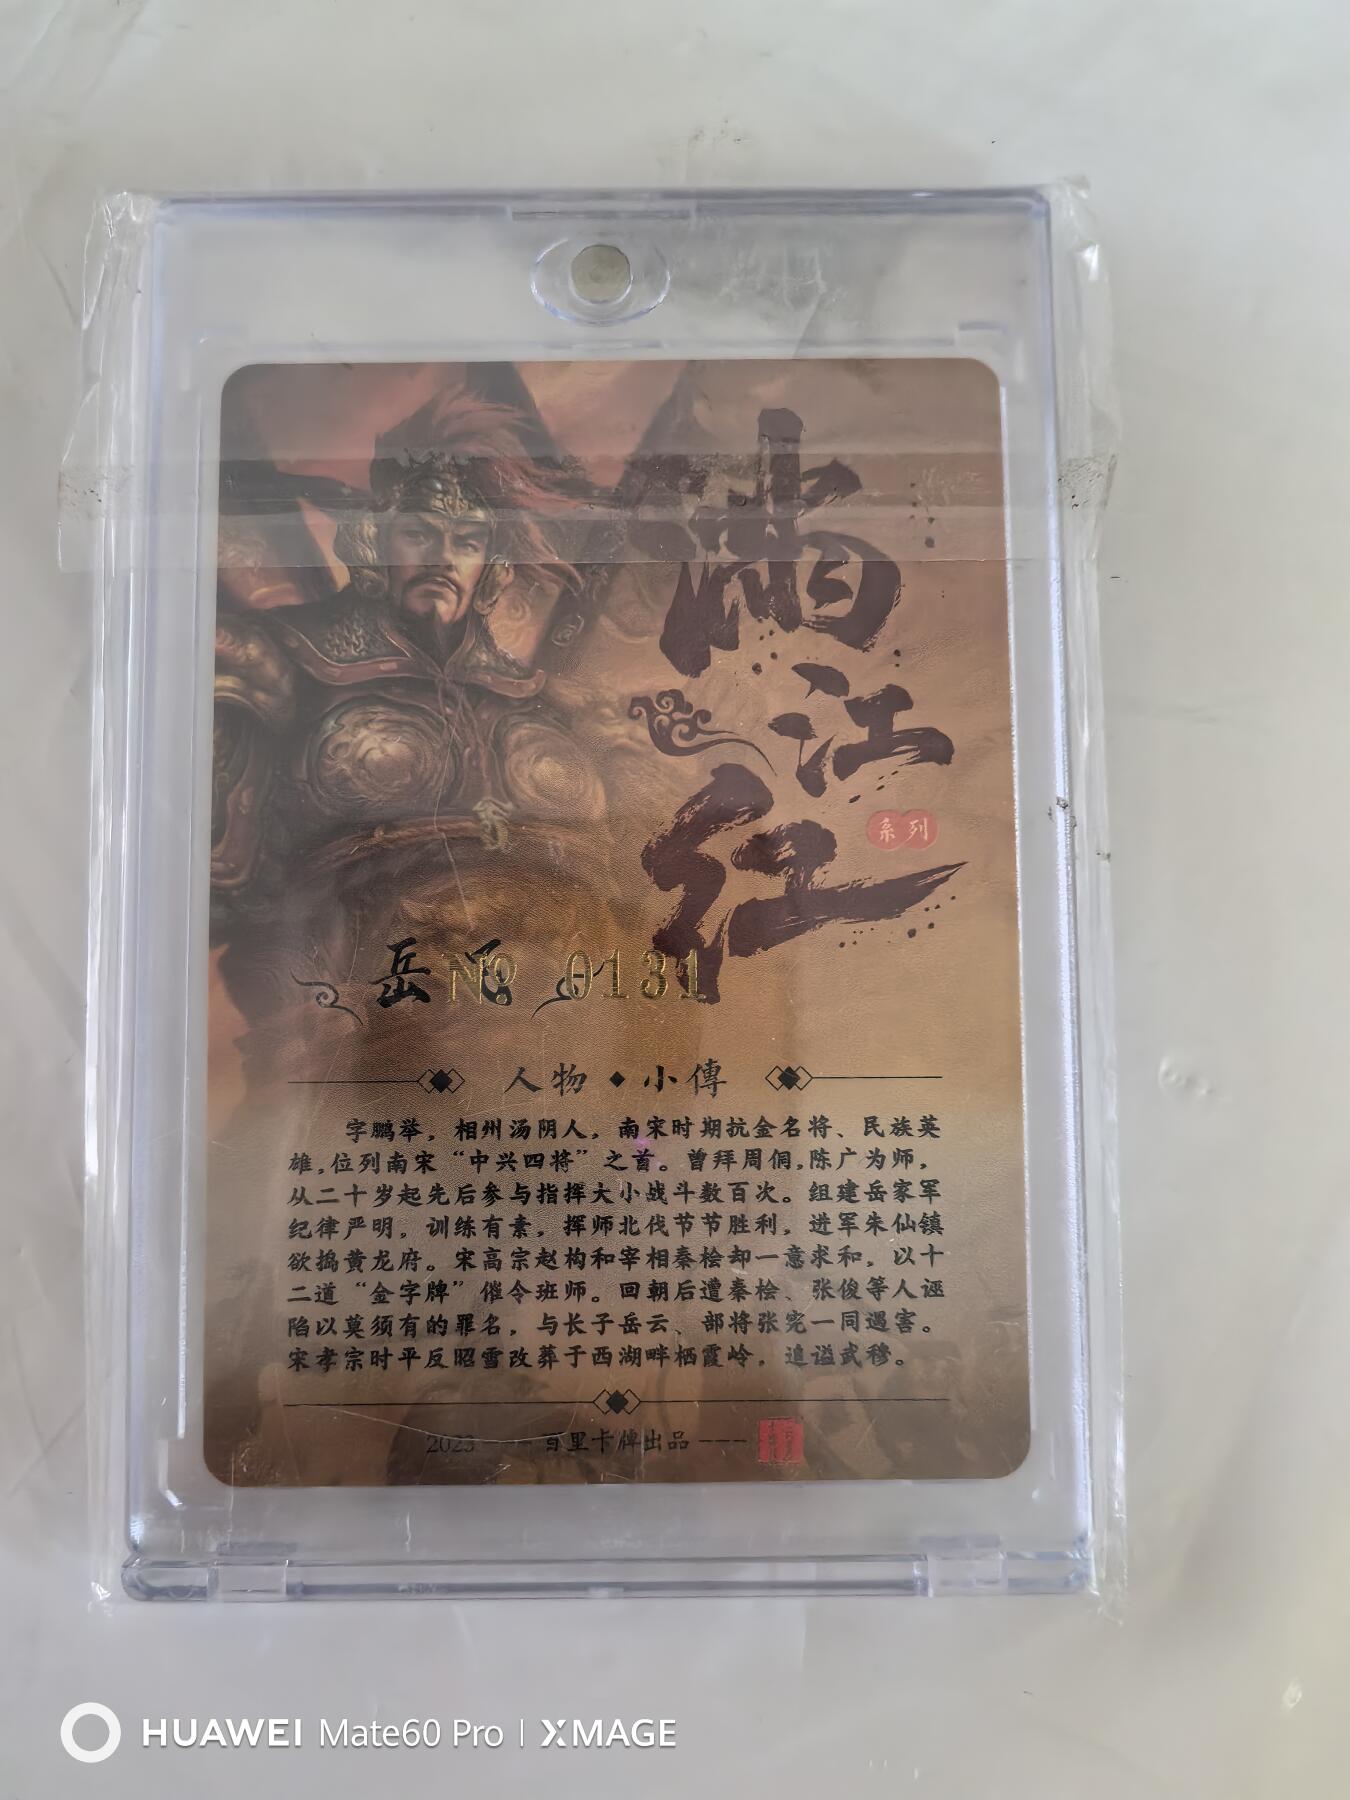 满江红
系列
岳飞
№ 0131
人物◆小傳
字鹏举，相州汤阴人，南宋时期抗金名将、民族英
雄，位列南宋“中兴四将”之首。曾拜周侗，陈广为师，
从二十岁起先后参与指挥大小战斗数百次。组建岳家军
纪律严明，训练有素，挥师北伐节节胜利，进军朱仙镇
欲捣黄龙府。宋高宗赵构和宰相秦桧却一意求和，以十
二道“金字牌”催令班师。回朝后遭秦桧、张俊等人诬
陷以莫须有的罪名，与长子岳云、部将张宪一同遇害。
宋孝宗时平反昭雪改葬于西湖畔栖霞岭，追谥武穆。
2023 --- 百里卡牌出品 ---
HUAWEI Mate60 Pro | XMAGE